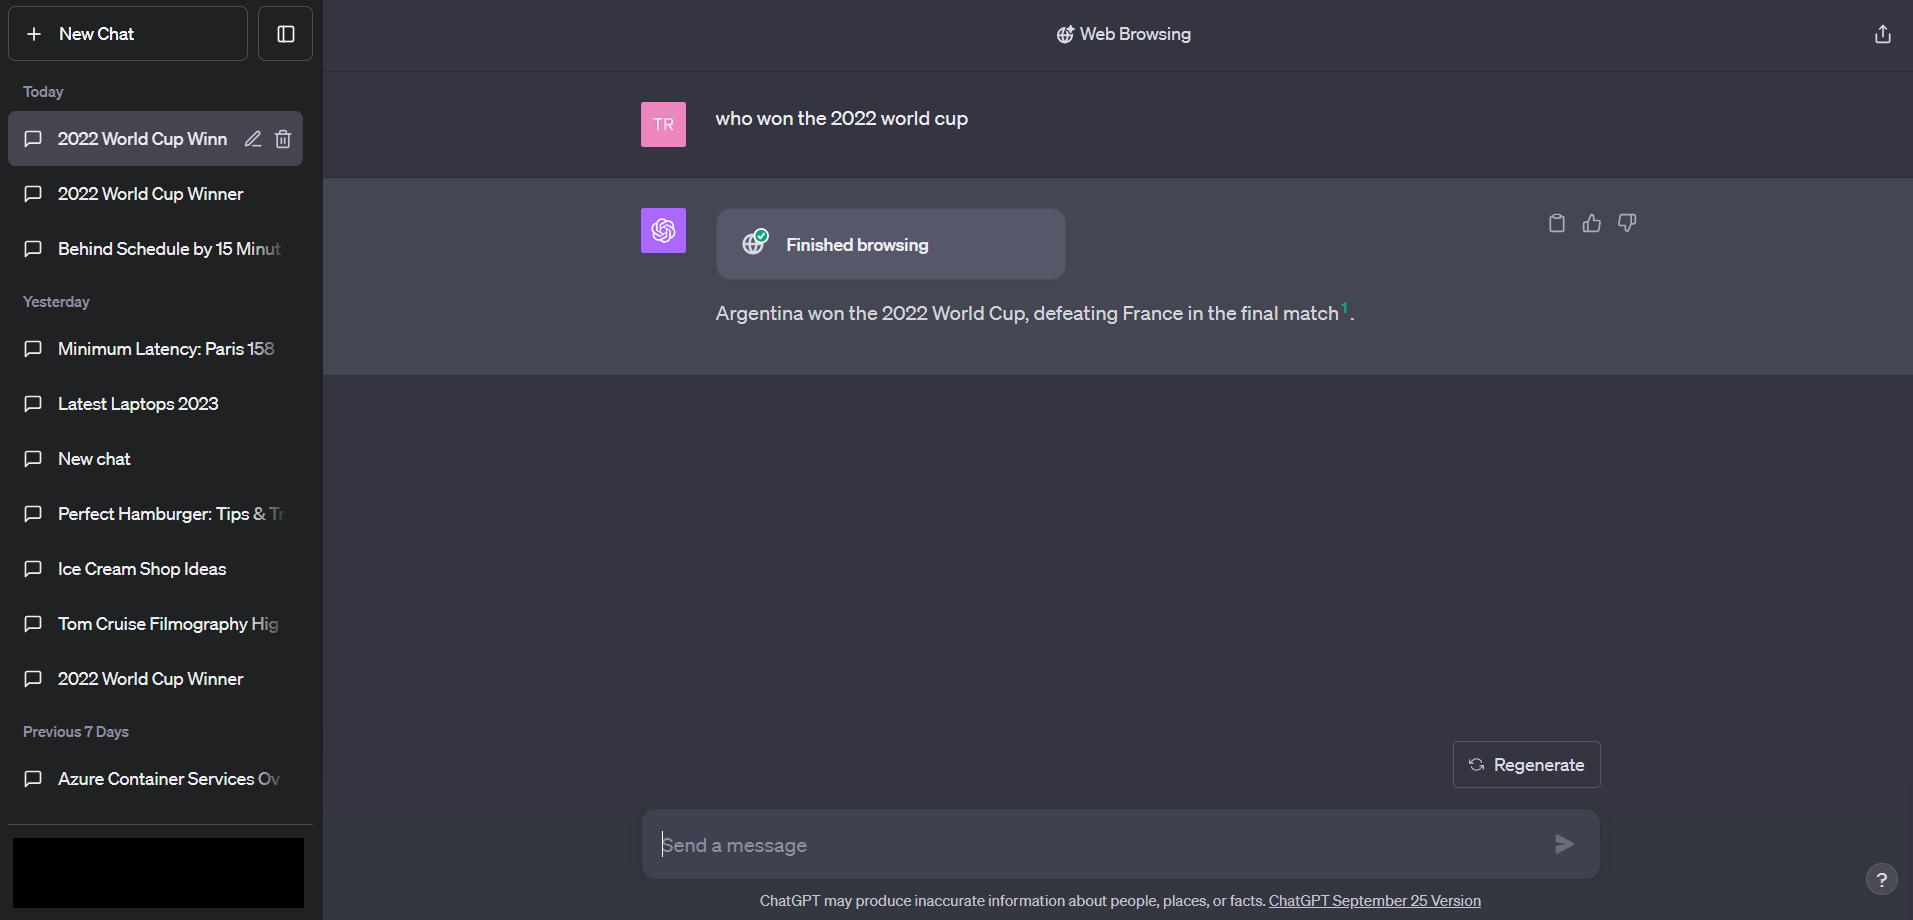 New Chat
Today
2022 World Cup Winn
2022 World Cup Winner
Behind Schedule by 15 Minut
Yesterday
Minimum Latency: Paris 158
Latest Laptops 2023
New chat
Perfect Hamburger: Tips & Tr
Ice Cream Shop Ideas
Tom Cruise Filmography Hig
2022 World Cup Winner
Previous 7 Days
Azure Container Services Ov
Web Browsing
TR
who won the 2022 world cup
Finished browsing
Argentina won the 2022 World Cup, defeating France in the final match1.
Regenerate
Send a message
?
ChatGPT may produce inaccurate information about people, places, or facts. ChatGPT September 25 Version